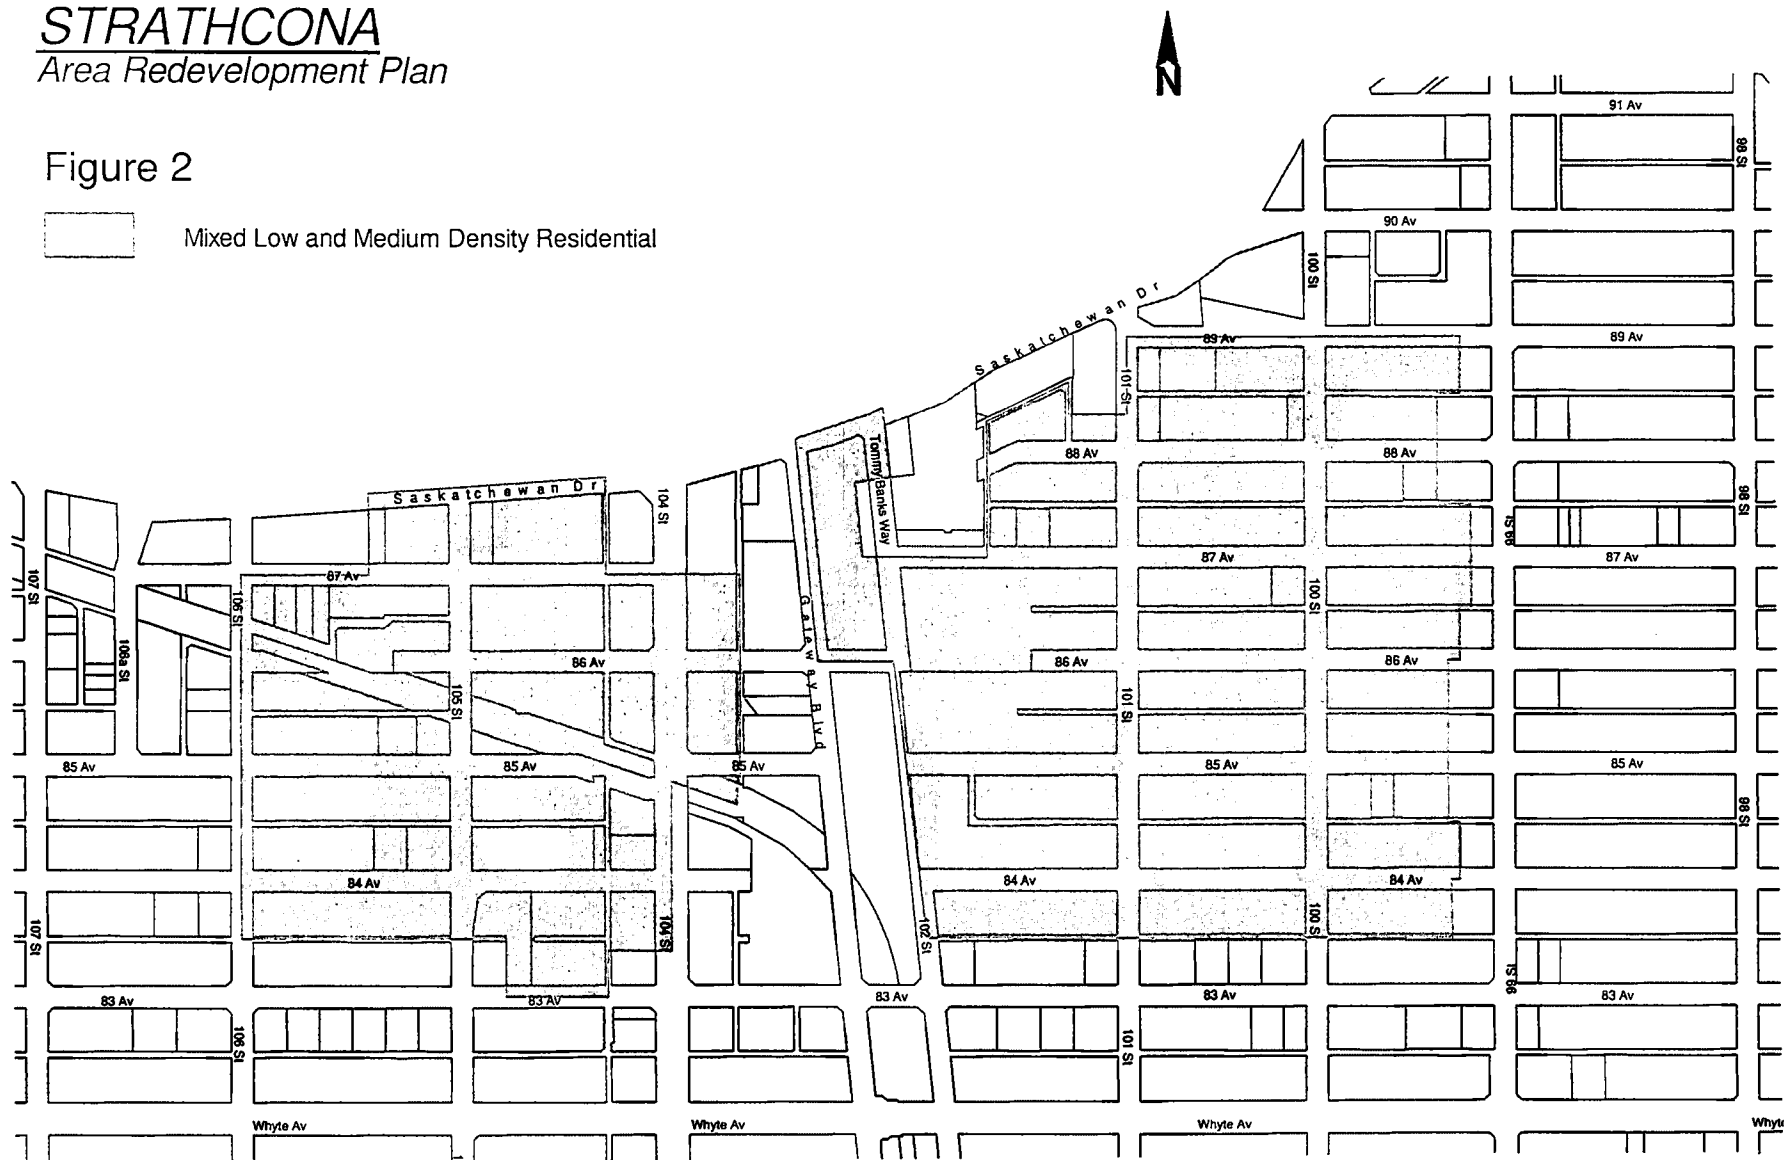 STRATHCONA
Area Redevelopment Plan
N
Figure 2
Mixed Low and Medium Density Residential
91 Av
98 St
90 Av
100 St
Saskatchewan Dr
89 Av
89 Av
101 St
Tommy Banks Way
88 Av
88 Av
Saskatchewan Dr
104 St
98 St
99 St
87 Av
87 Av
87 Av
107 St
106 St
100 St
Gateway Blvd
106a St
86 Av
86 Av
86 Av
105 St
101 St
85 Av
85 Av
85 Av
85 Av
85 Av
98 St
84 Av
84 Av
84 Av
107 St
104 St
102 St
100 St
99 St
83 Av
83 Av
83 Av
83 Av
83 Av
106 St
101 St
Whyte Av
Whyte Av
Whyte Av
Whyte